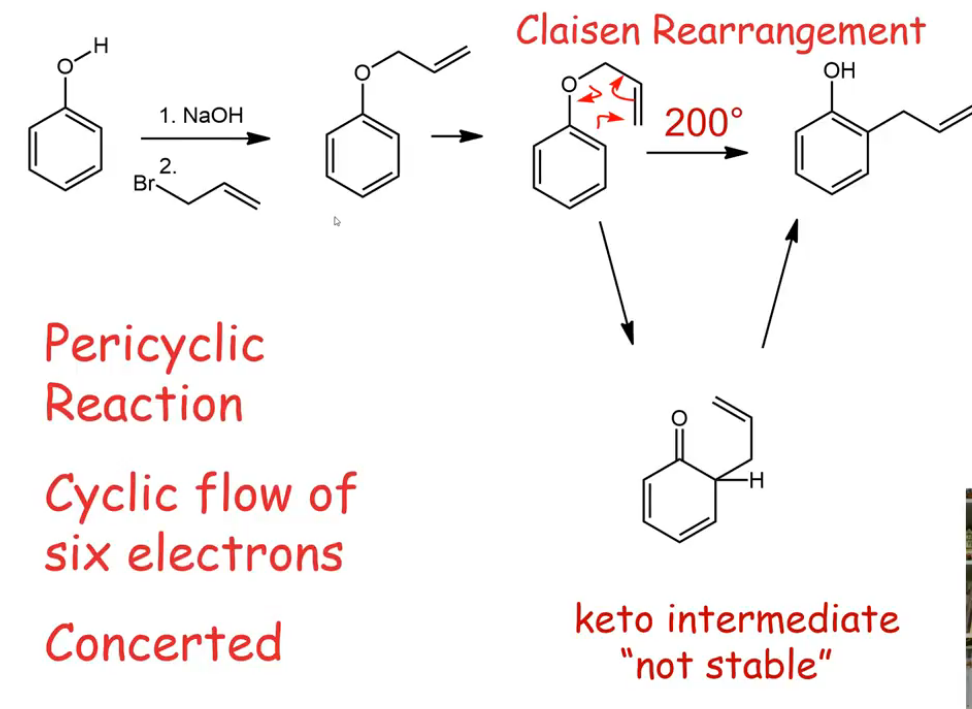 Claisen Rearrangement
H
O
1. NaOH
2.
Br
O
O
200°
OH
Pericyclic
Reaction
Cyclic flow of
six electrons
Concerted
O
H
keto intermediate
“not stable”